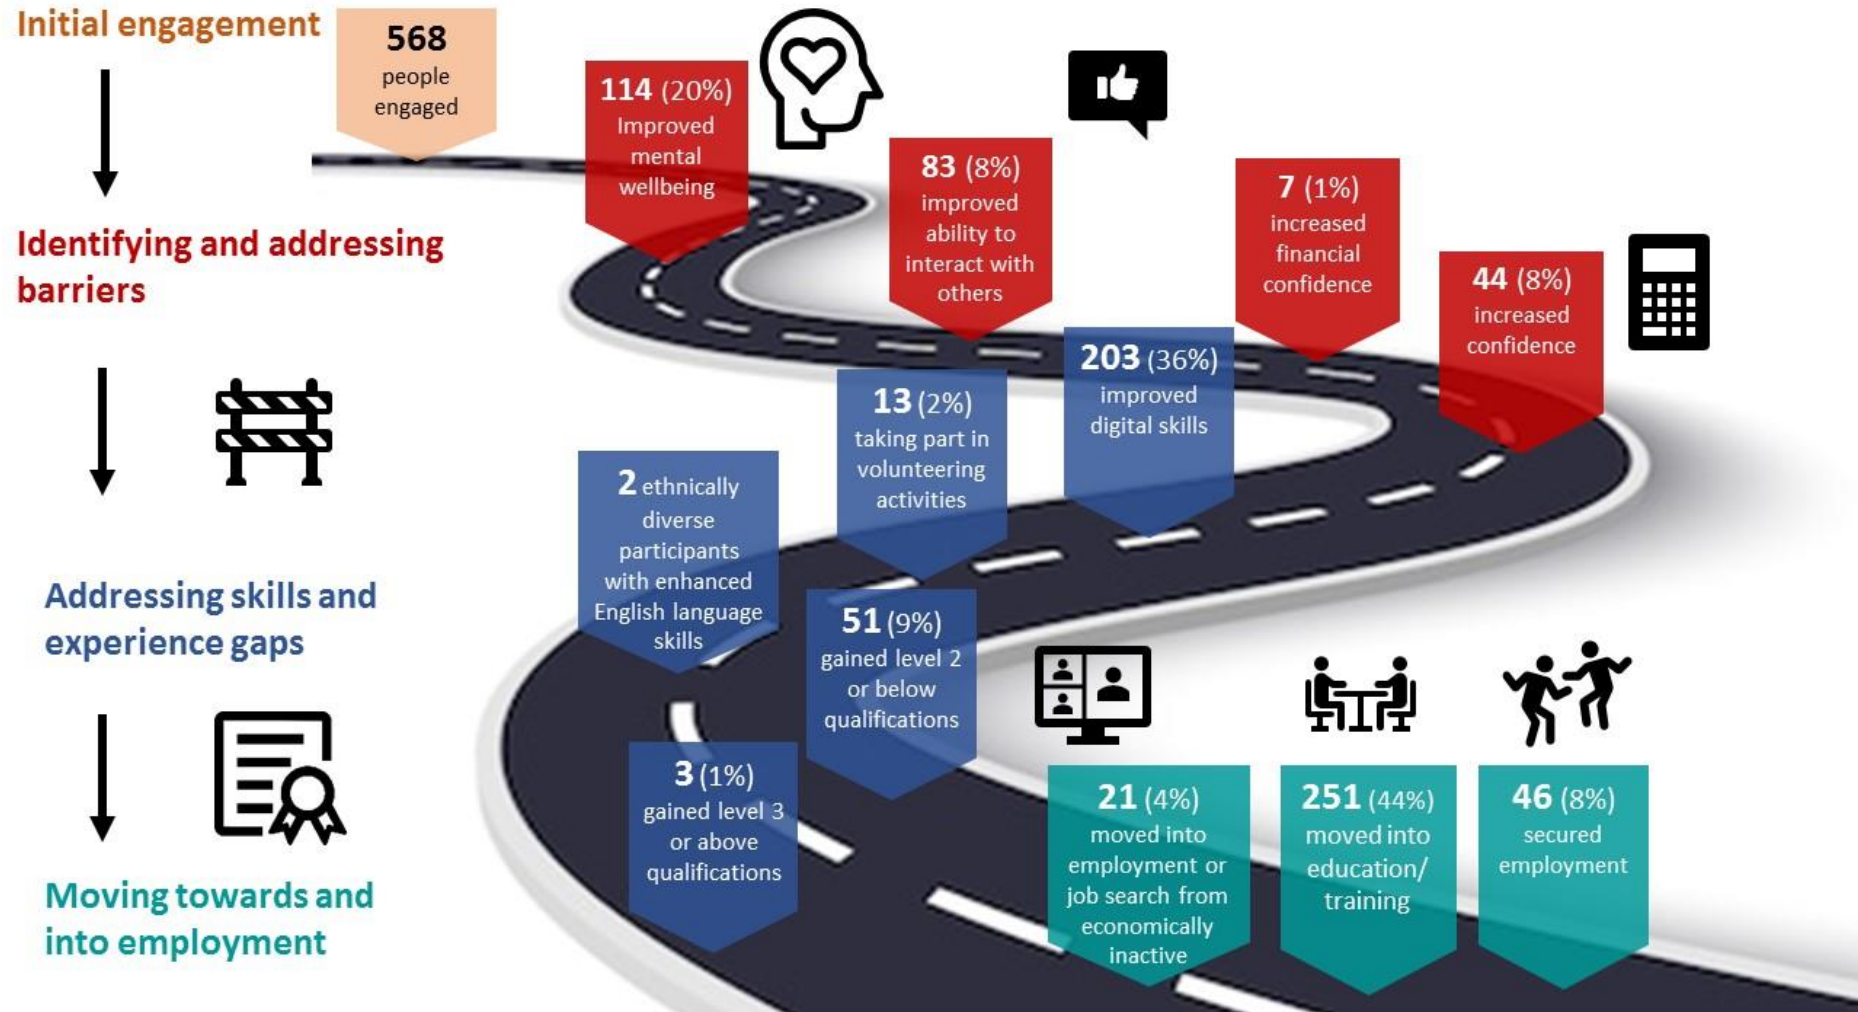 Initial engagement
568
people
engaged
114 (20%)
Improved
mental
wellbeing
83 (8%)
improved
ability to
interact with
others
7 (1%)
increased
financial
confidence
44 (8%)
increased
confidence
Identifying and addressing
barriers
203 (36%)
improved
digital skills
13 (2%)
taking part in
volunteering
activities
2 ethnically
diverse
participants
with enhanced
English language
skills
51 (9%)
gained level 2
or below
qualifications
3 (1%)
gained level 3
or above
qualifications
Addressing skills and
experience gaps
21 (4%)
moved into
employment or
job search from
economically
inactive
251 (44%)
moved into
education/
training
46 (8%)
secured
employment
Moving towards and
into employment